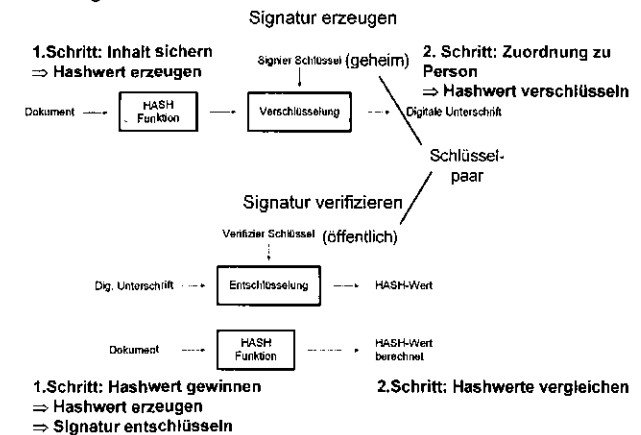 Signatur erzeugen
1.Schritt: Inhalt sichern
⇒ Hashwert erzeugen
Signier Schlüssel (geheim)
2. Schritt: Zuordnung zu
Person
⇒ Hashwert verschlüsseln
Dokument
HASH
Funktion
Verschlüsselung
Digitale Unterschrift
Schlüssel-
paar
Signatur verifizieren
Verifizier Schlüssel (öffentlich)
Dig. Unterschrift
Entschlüsselung
HASH-Wert
Dokument
HASH
Funktion
HASH-Wert
berechnet
1.Schritt: Hashwert gewinnen
⇒ Hashwert erzeugen
⇒ Signatur entschlüseln
2.Schritt: Hashwerte vergleichen